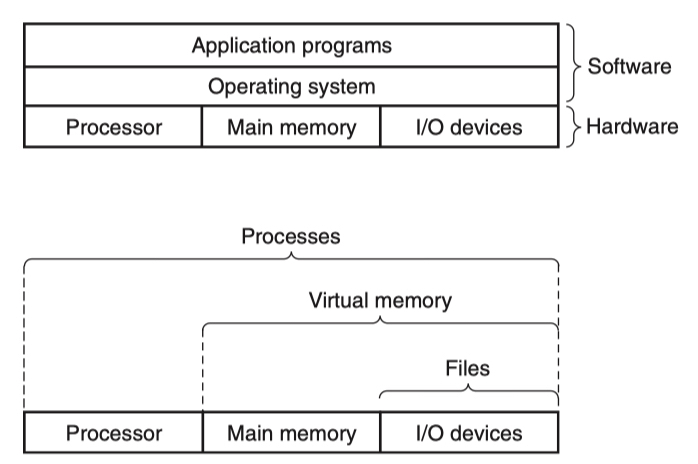 Application programs
Operating system
Software
Processor
Main memory
I/O devices
Hardware
Processes
Virtual memory
Files
Processor
Main memory
I/O devices